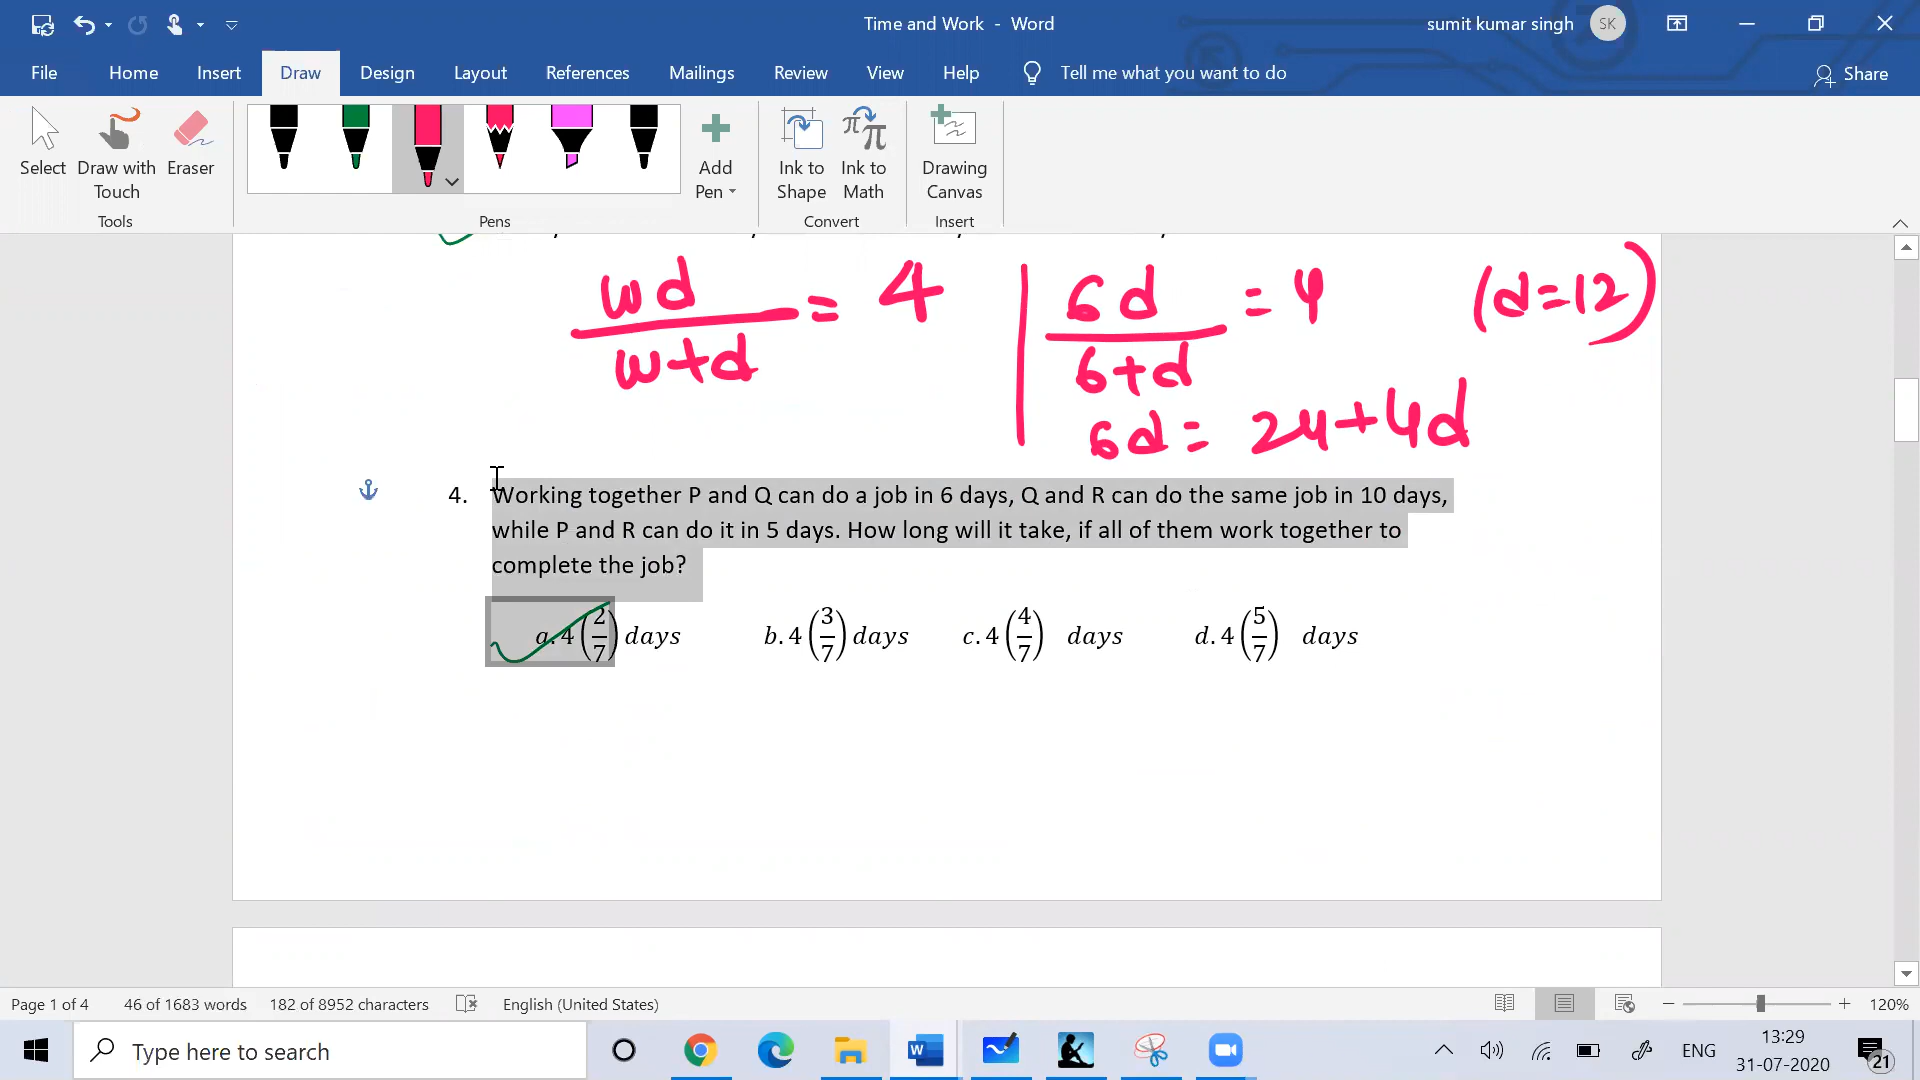 Time and Work - Word
sumit kumar singh
SK
File Home Insert Draw Design Layout References Mailings Review View Help Tell me what you want to do Share
Select
Draw with Touch
Eraser
Tools
Pens
Add Pen
Ink to Shape
Ink to Math
Convert
Drawing Canvas
Insert
wd/w+d = 4 | 6d/6+d = 4 (d=12)
6d = 24+4d
4. Working together P and Q can do a job in 6 days, Q and R can do the same job in 10 days,
while P and R can do it in 5 days. How long will it take, if all of them work together to
complete the job?
a. 4 (2/7) days b. 4 (3/7) days c. 4 (4/7) days d. 4 (5/7) days
Page 1 of 4 46 of 1683 words 182 of 8952 characters English (United States) 120%
Type here to search
ENG
13:29
31-07-2020
21